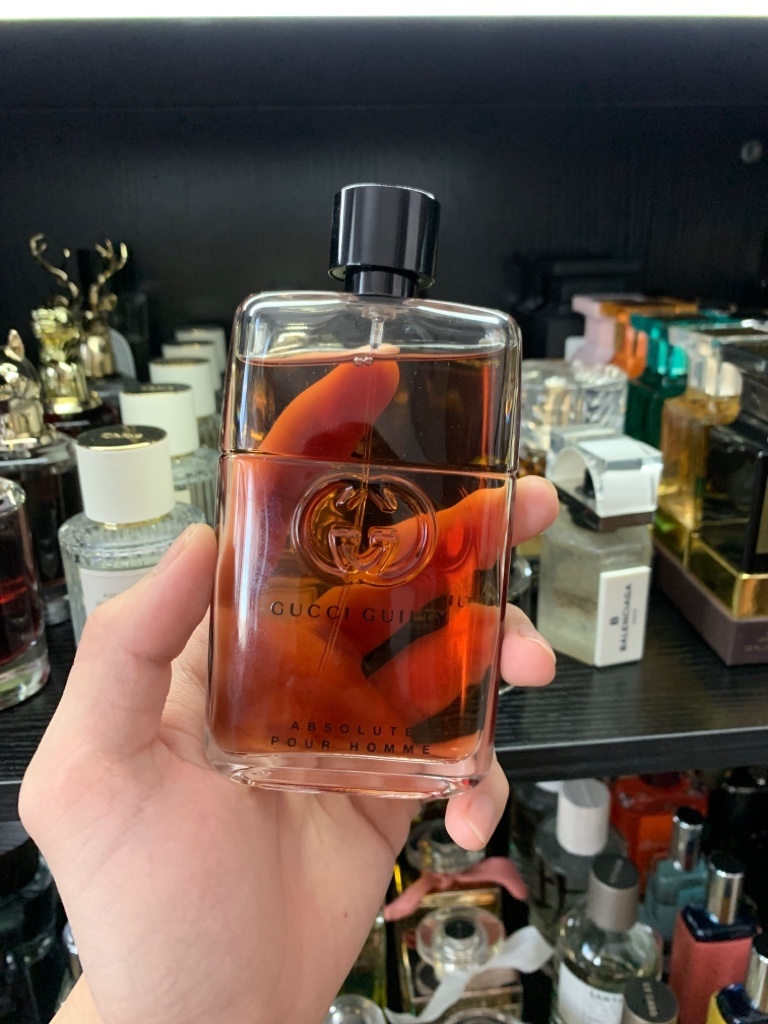 GUCCI GUILTY
ABSOLUTE
POUR HOMME
B
BALENCIAGA